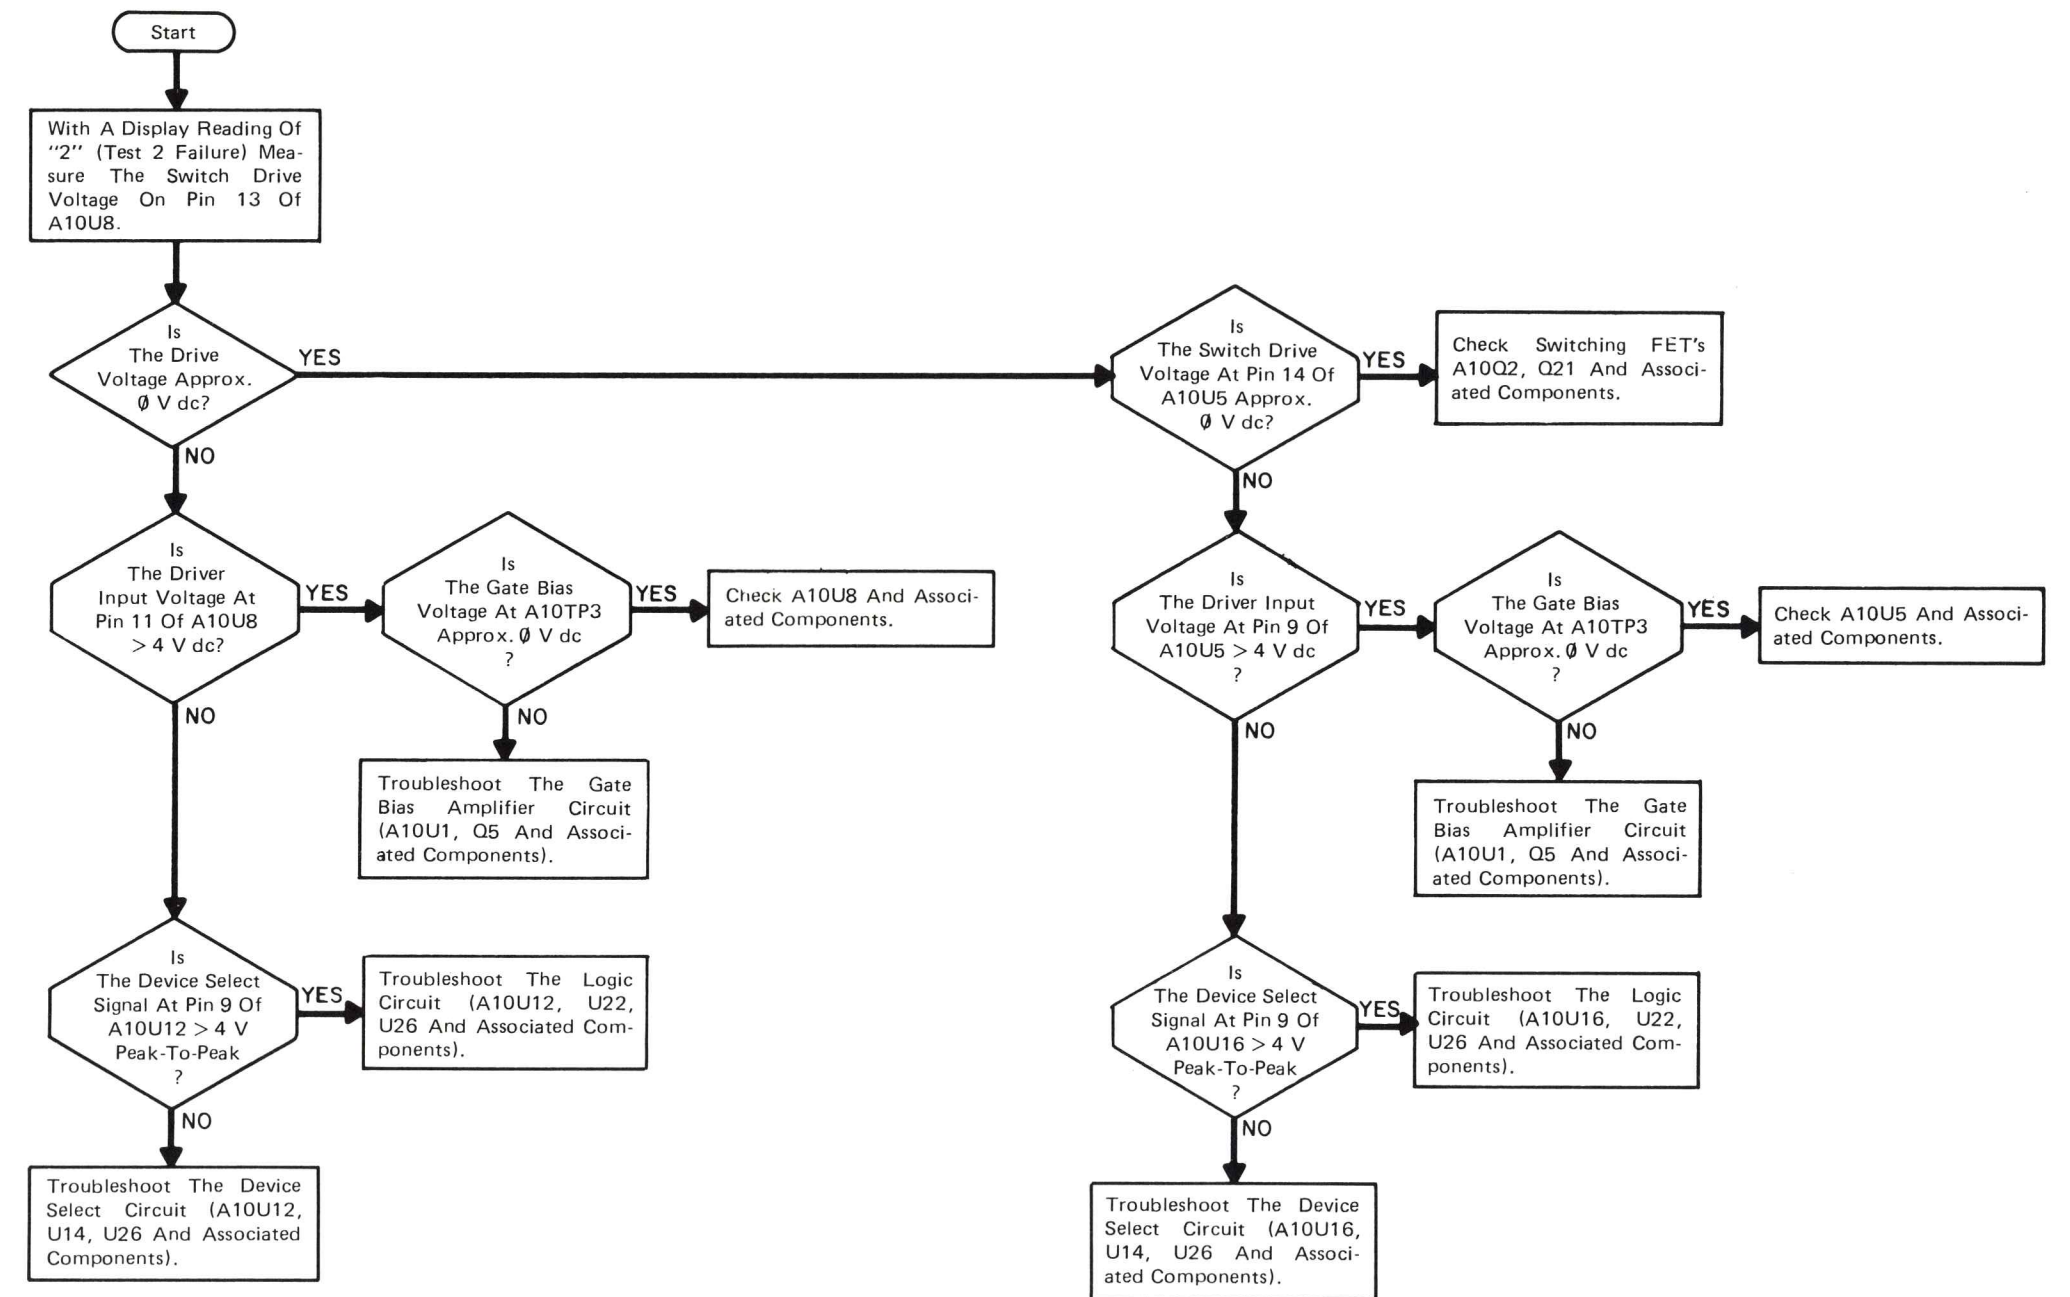 Start
With A Display Reading Of
“2” (Test 2 Failure) Mea-
sure The Switch Drive
Voltage On Pin 13 Of
A10U8.
Is
The Drive
Voltage Approx.
0̸ V dc?
YES
NO
Is
The Switch Drive
Voltage At Pin 14 Of
A10U5 Approx.
0̸ V dc?
YES
NO
Check Switching FET's
A10Q2, Q21 And Associ-
ated Components.
Is
The Driver
Input Voltage At
Pin 11 Of A10U8
> 4 V dc?
YES
NO
Is
The Gate Bias
Voltage At A10TP3
Approx. 0̸ V dc
?
YES
NO
Check A10U8 And Associ-
ated Components.
Troubleshoot The Gate
Bias Amplifier Circuit
(A10U1, Q5 And Associ-
ated Components).
Is
The Driver Input
Voltage At Pin 9 Of
A10U5 > 4 V dc
?
YES
NO
Is
The Gate Bias
Voltage At A10TP3
Approx. 0̸ V dc
?
YES
NO
Check A10U5 And Associ-
ated Components.
Troubleshoot The Gate
Bias Amplifier Circuit
(A10U1, Q5 And Associ-
ated Components).
Is
The Device Select
Signal At Pin 9 Of
A10U12 > 4 V
Peak-To-Peak
?
YES
NO
Troubleshoot The Logic
Circuit (A10U12, U22,
U26 And Associated Com-
ponents).
Troubleshoot The Device
Select Circuit (A10U12,
U14, U26 And Associated
Components).
Is
The Device Select
Signal At Pin 9 Of
A10U16 > 4 V
Peak-To-Peak
?
YES
NO
Troubleshoot The Logic
Circuit (A10U16, U22,
U26 And Associated Com-
ponents).
Troubleshoot The Device
Select Circuit (A10U16,
U14, U26 And Associ-
ated Components).